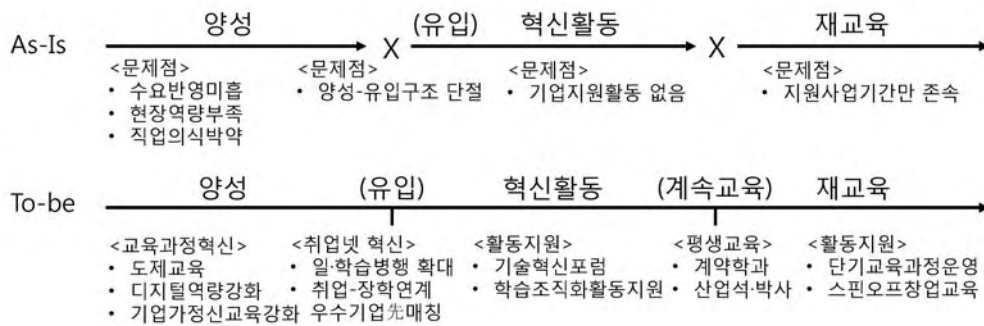 양성 (유입) 혁신활동 재교육
As-Is X X
<문제점> <문제점> <문제점> <문제점>
• 수요반영미흡 • 양성-유입구조 단절 • 기업지원활동 없음 • 지원사업기간만 존속
• 현장역량부족
• 직업의식박약
양성 (유입) 혁신활동 (계속교육) 재교육
To-be
<교육과정혁신> <취업넷 혁신> <활동지원> <평생교육> <활동지원>
• 도제교육 • 일·학습병행 확대 • 기술혁신포럼 • 계약학과 • 단기교육과정운영
• 디지털역량강화 • 취업-장학연계 • 학습조직화활동지원 • 산업석·박사 • 스핀오프창업교육
• 기업가정신교육강화 우수기업先매칭